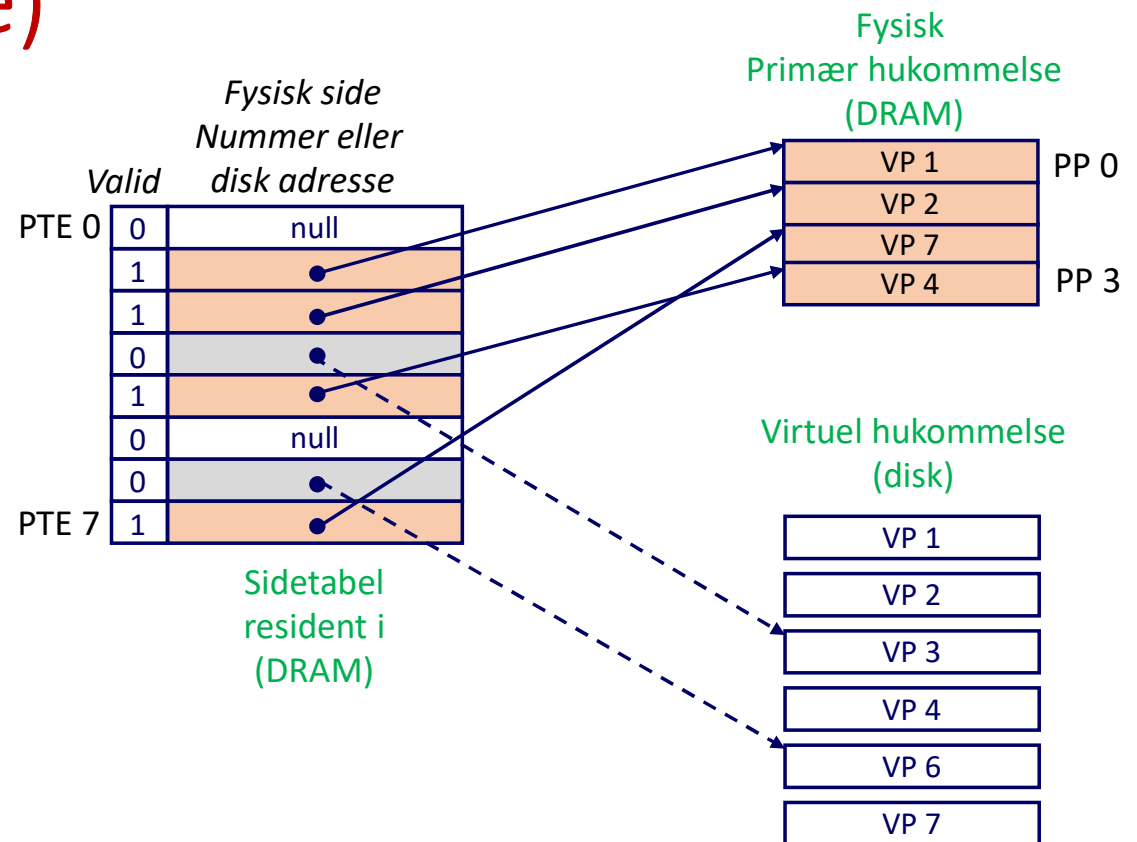 e)
Fysisk side
Nummer eller
disk adresse
Valid
PTE 0
0
null
1
1
0
1
0
null
0
PTE 7
1
Sidetabel
resident i
(DRAM)
Fysisk
Primær hukommelse
(DRAM)
VP 1
PP 0
VP 2
VP 7
VP 4
PP 3
Virtuel hukommelse
(disk)
VP 1
VP 2
VP 3
VP 4
VP 6
VP 7